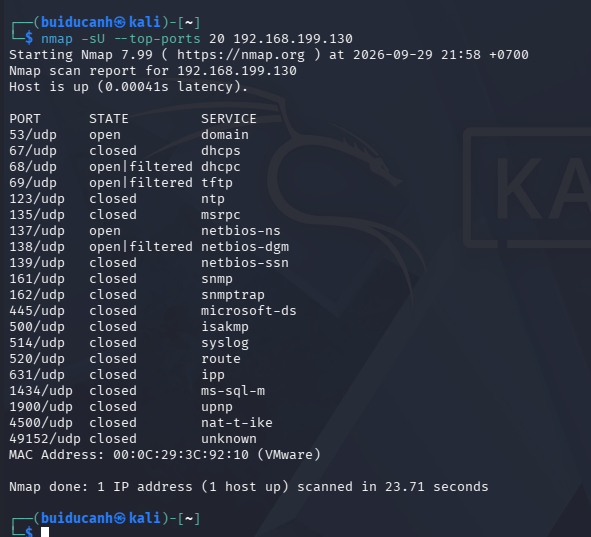 ┌──(buiducanh㉿kali)-[~]
└─$ nmap -sU --top-ports 20 192.168.199.130
Starting Nmap 7.99 ( https://nmap.org ) at 2026-09-29 21:58 +0700
Nmap scan report for 192.168.199.130
Host is up (0.00041s latency).

PORT      STATE         SERVICE
53/udp    open          domain
67/udp    closed        dhcps
68/udp    open|filtered dhcpc
69/udp    open|filtered tftp
123/udp   closed        ntp
135/udp   closed        msrpc
137/udp   open          netbios-ns
138/udp   open|filtered netbios-dgm
139/udp   closed        netbios-ssn
161/udp   closed        snmp
162/udp   closed        snmptrap
445/udp   closed        microsoft-ds
500/udp   closed        isakmp
514/udp   closed        syslog
520/udp   closed        route
631/udp   closed        ipp
1434/udp  closed        ms-sql-m
1900/udp  closed        upnp
4500/udp  closed        nat-t-ike
49152/udp closed        unknown
MAC Address: 00:0C:29:3C:92:10 (VMware)

Nmap done: 1 IP address (1 host up) scanned in 23.71 seconds

┌──(buiducanh㉿kali)-[~]
└─$
KA